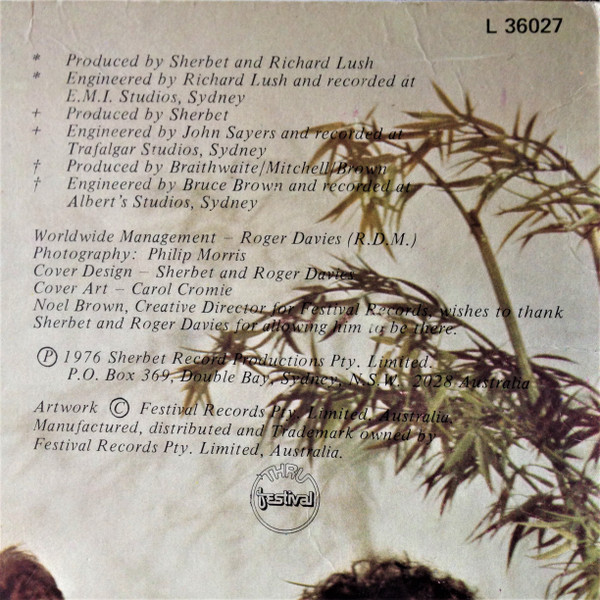 L 36027
* Produced by Sherbet and Richard Lush
* Engineered by Richard Lush and recorded at
E.M.I. Studios, Sydney
+ Produced by Sherbet
+ Engineered by John Sayers and recorded at
Trafalgar Studios, Sydney
† Produced by Braithwaite/Mitchell/Brown
† Engineered by Bruce Brown and recorded at
Albert's Studios, Sydney
Worldwide Management – Roger Davies (R.D.M.)
Photography: Philip Morris
Cover Design – Sherbet and Roger Davies
Cover Art – Carol Cromie
Noel Brown, Creative Director for Festival Records, wishes to thank
Sherbet and Roger Davies for allowing him to be there.
Ⓟ 1976 Sherbet Record Productions Pty. Limited.
P.O. Box 369, Double Bay, Sydney, N.S.W. 2028 Australia
Artwork © Festival Records Pty. Limited, Australia.
Manufactured, distributed and Trademark owned by
Festival Records Pty. Limited, Australia.
THRU
festival